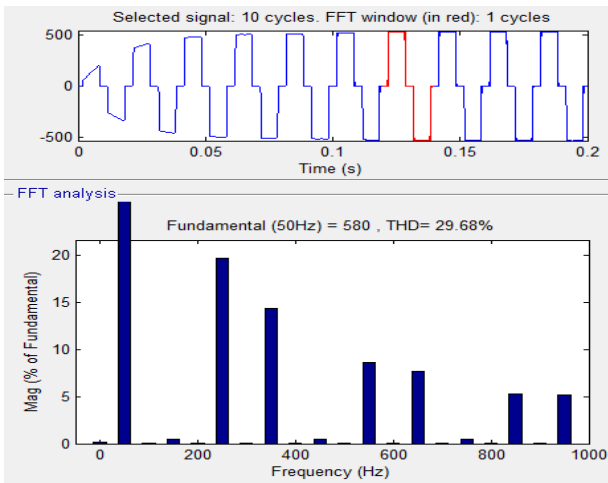 Selected signal: 10 cycles. FFT window (in red): 1 cycles
500
0
-500
0 0.05 0.1 0.15 0.2
Time (s)
FFT analysis
Fundamental (50Hz) = 580 , THD= 29.68%
20
15
10
5
0
Mag (% of Fundamental)
0 200 400 600 800 1000
Frequency (Hz)